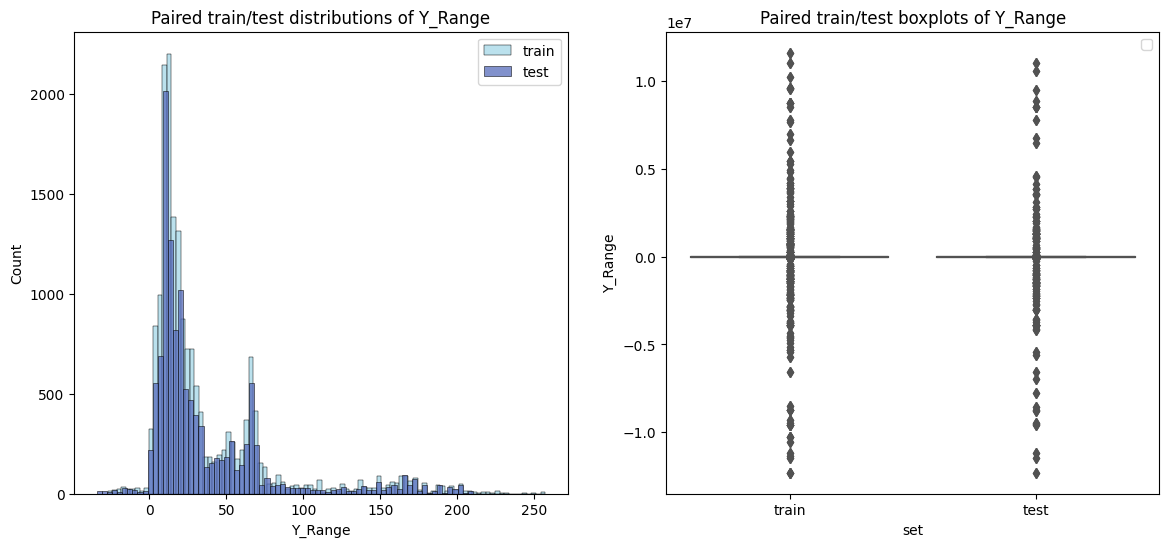 Paired train/test distributions of Y_Range
train
test
2000
1500
1000
500
0
Count
0
50
100
150
200
250
Y_Range
Paired train/test boxplots of Y_Range
1e7
1.0
0.5
0.0
−0.5
−1.0
Y_Range
train
test
set